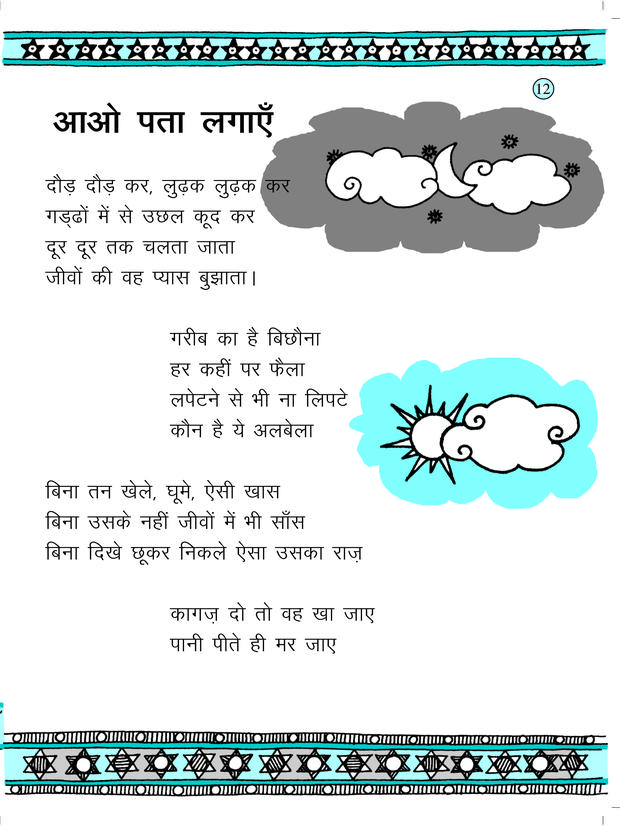 12
आओ पता लगाएँ
दौड़ दौड़ कर, लुढ़क लुढ़क कर
गड्ढों में से उछल कूद कर
दूर दूर तक चलता जाता
जीवों की वह प्यास बुझाता।
गरीब का है बिछौना
हर कहीं पर फैला
लपेटने से भी ना लिपटे
कौन है ये अलबेला
बिना तन खेले, घूमे, ऐसी खास
बिना उसके नहीं जीवों में भी साँस
बिना दिखे छूकर निकले ऐसा उसका राज़
कागज़ दो तो वह खा जाए
पानी पीते ही मर जाए